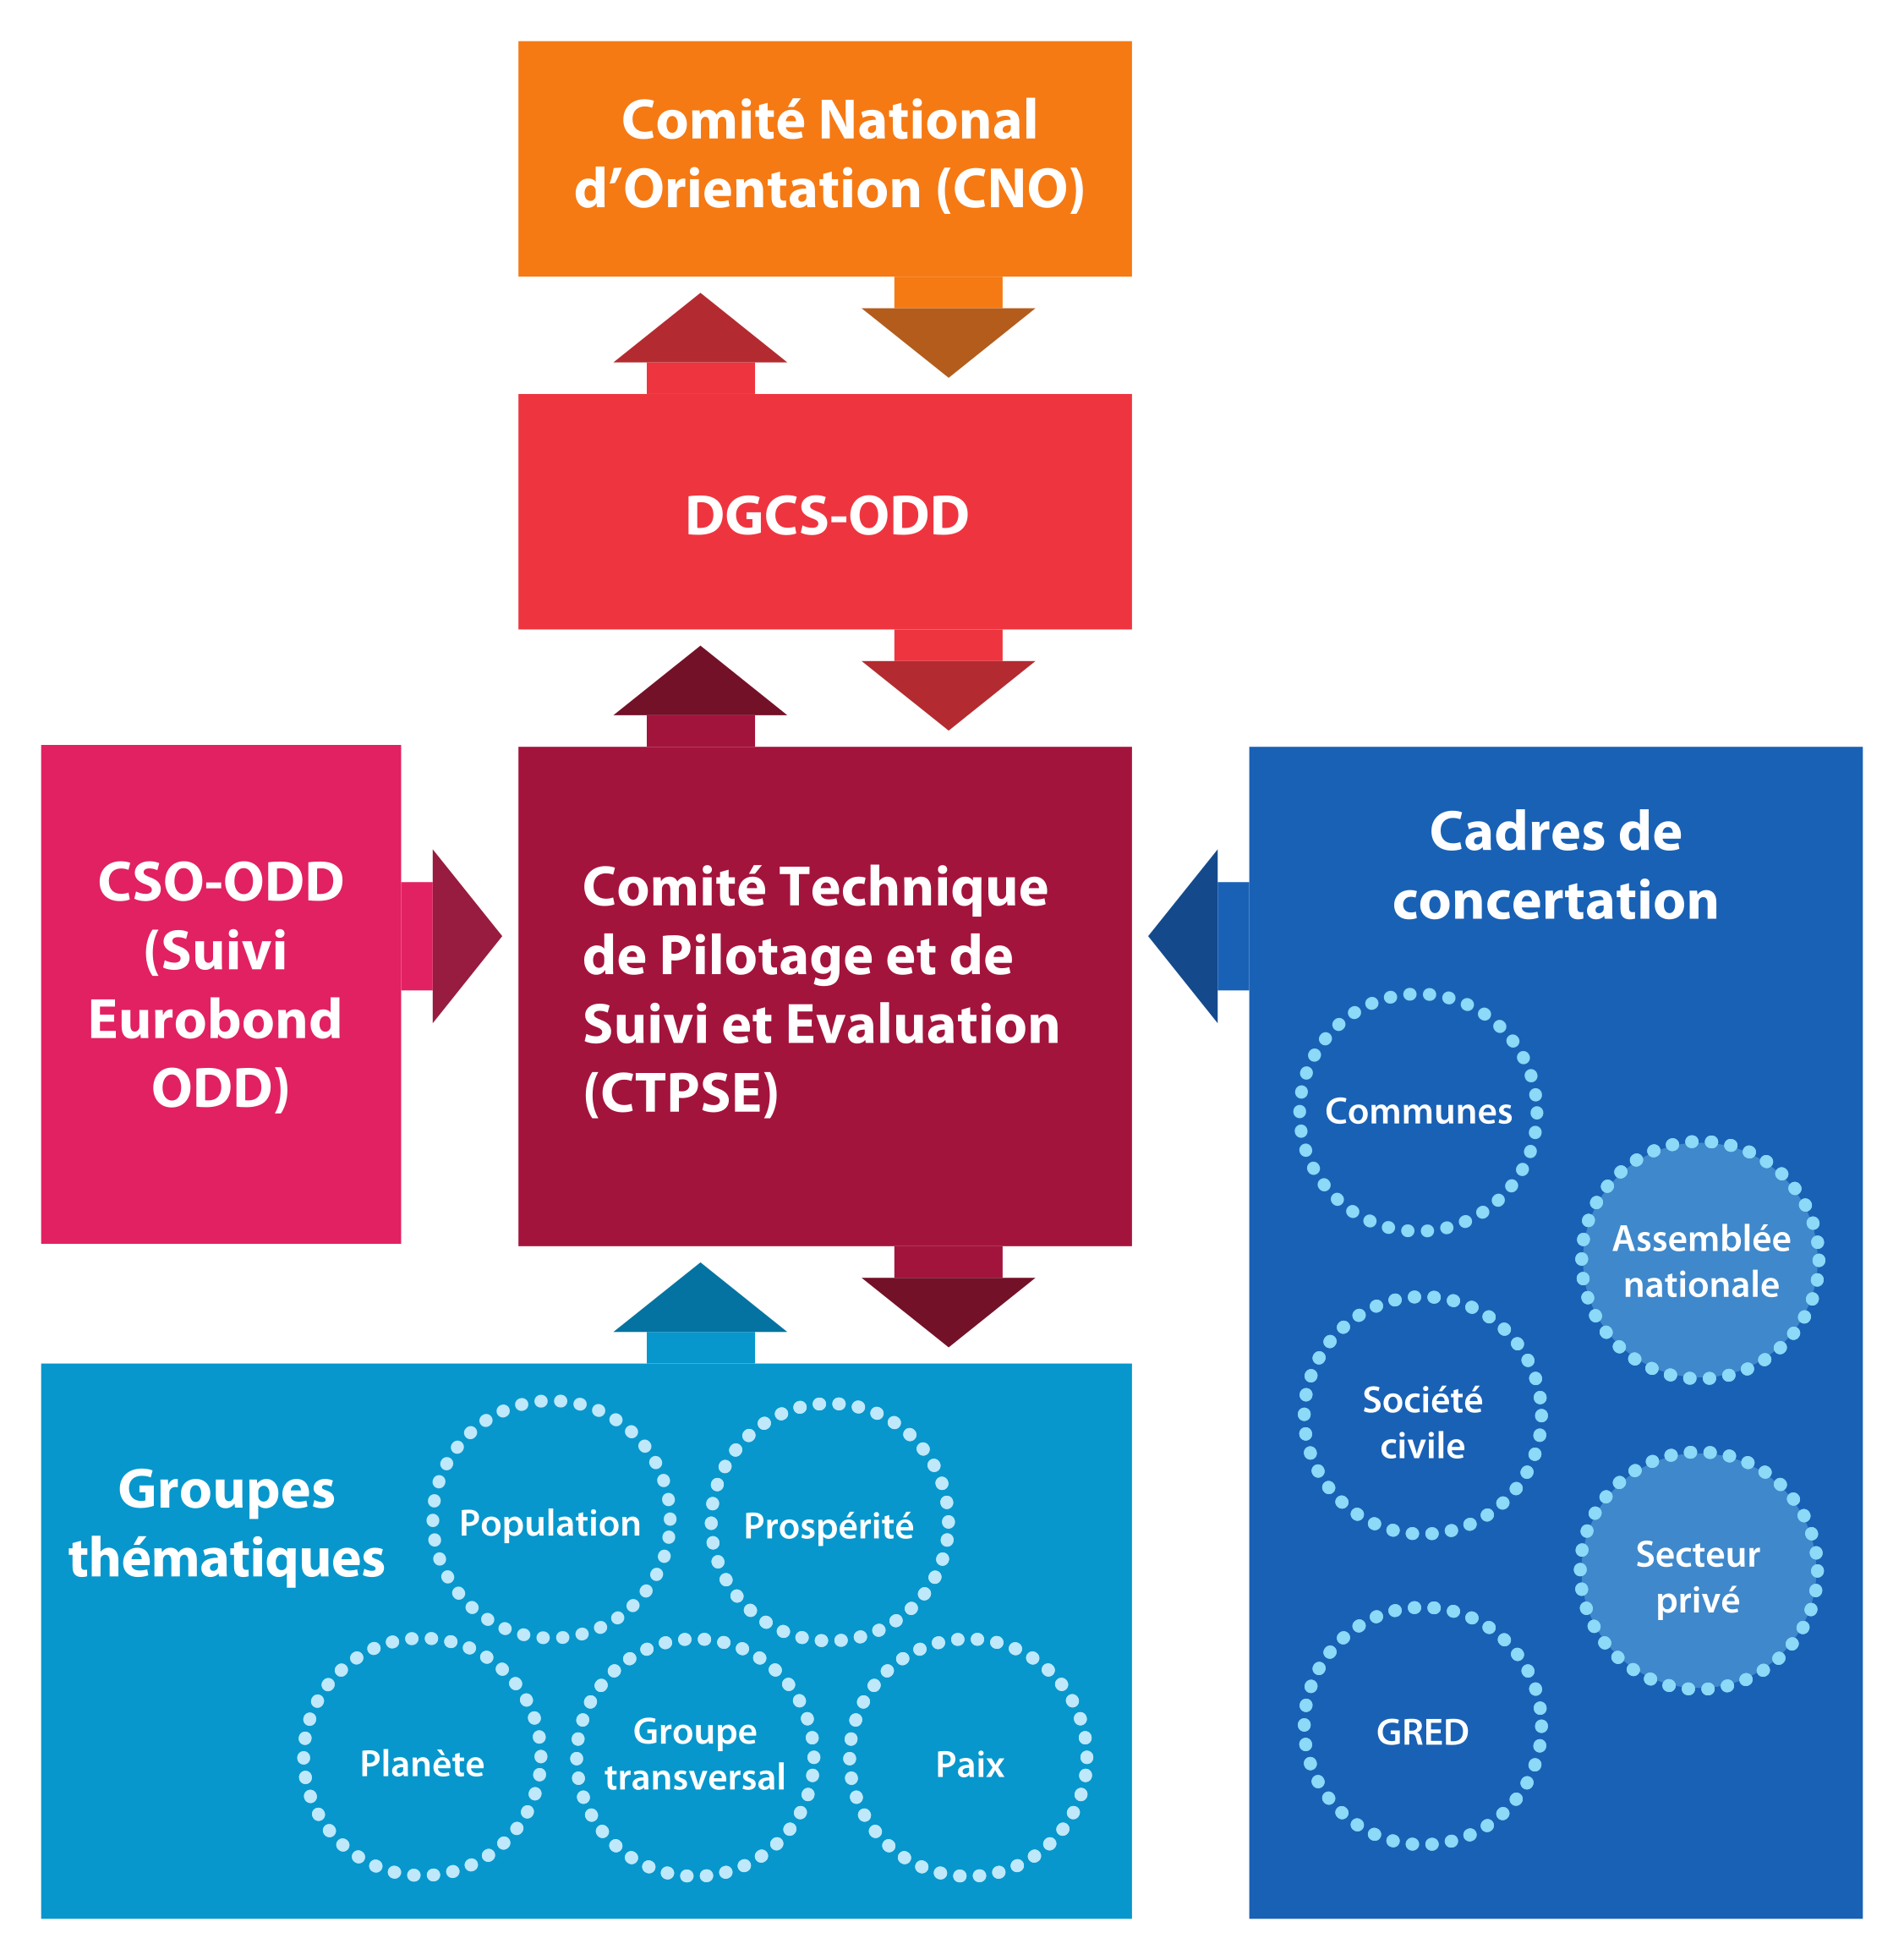 Comité National
d’Orientation (CNO)
DGCS-ODD
CSO-ODD
(Suivi
Eurobond
ODD)
Comité Technique
de Pilotage et de
Suivi et Evaluation
(CTPSE)
Cadres de
concertation
Communes
Assemblée
nationale
Société
civile
Secteur
privé
GRED
Groupes
thématiques
Population
Prospérité
Planète
Groupe
transversal
Paix